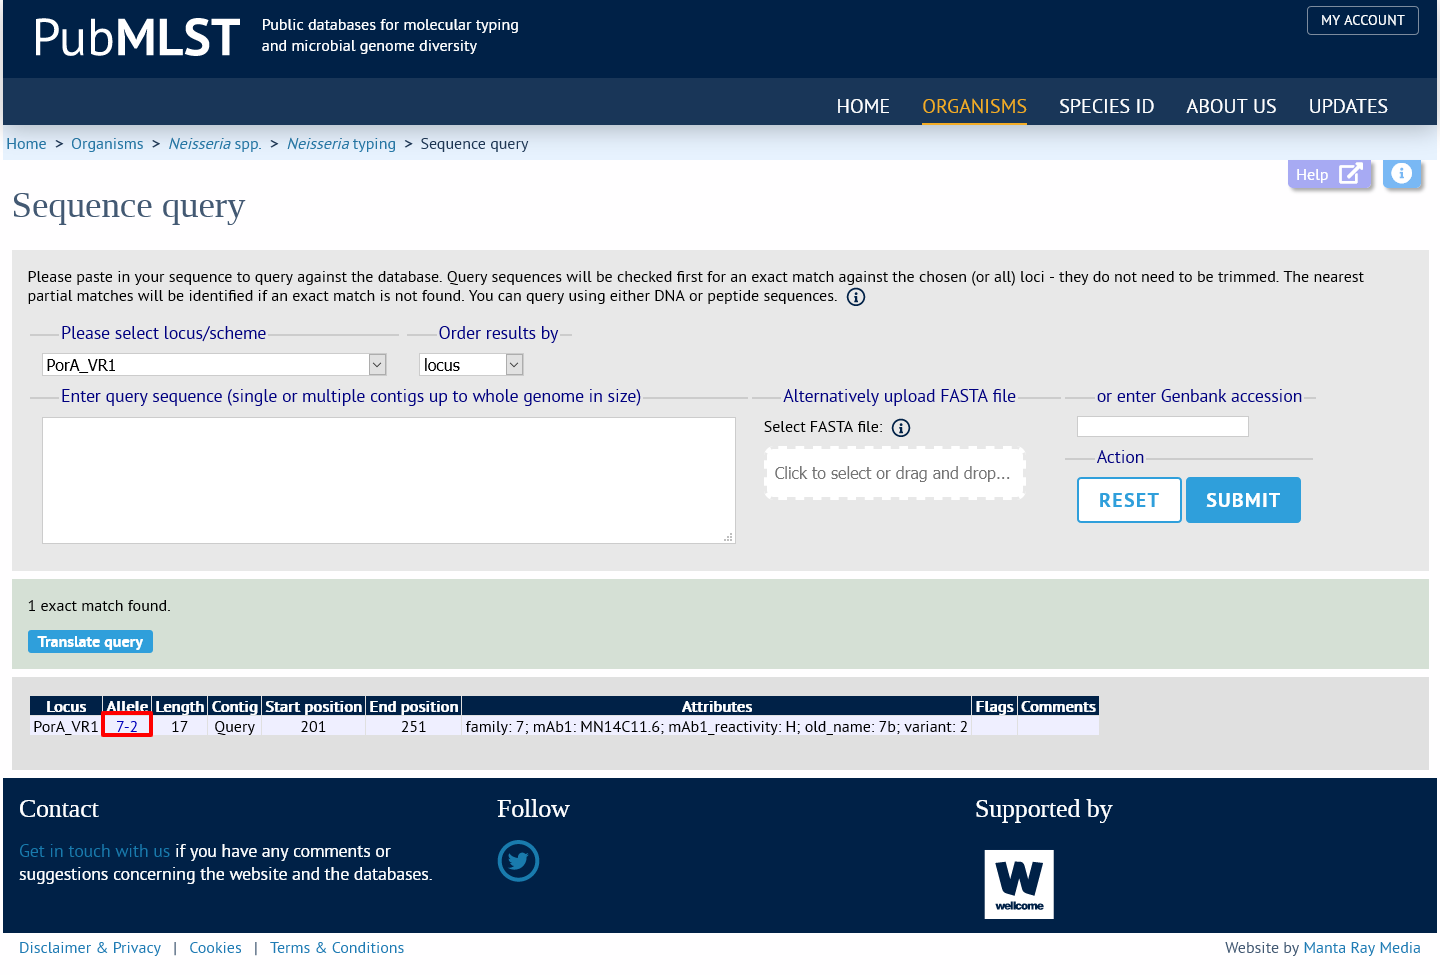 PubMLST
Public databases for molecular typing
and microbial genome diversity
MY ACCOUNT
HOME ORGANISMS SPECIES ID ABOUT US UPDATES
Home > Organisms > Neisseria spp. > Neisseria typing > Sequence query
Help
Sequence query
Please paste in your sequence to query against the database. Query sequences will be checked first for an exact match against the chosen (or all) loci - they do not need to be trimmed. The nearest
partial matches will be identified if an exact match is not found. You can query using either DNA or peptide sequences.
Please select locus/scheme Order results by
PorA_VR1 locus
Enter query sequence (single or multiple contigs up to whole genome in size) Alternatively upload FASTA file or enter Genbank accession
Select FASTA file:
Action
Click to select or drag and drop...
RESET SUBMIT
1 exact match found.
Translate query
Locus Allele Length Contig Start position End position Attributes Flags Comments
PorA_VR1 7-2 17 Query 201 251 family: 7; mAb1: MN14C11.6; mAb1_reactivity: H; old_name: 7b; variant: 2
Contact Follow Supported by
Get in touch with us if you have any comments or
suggestions concerning the website and the databases.
W
wellcome
Disclaimer & Privacy | Cookies | Terms & Conditions Website by Manta Ray Media